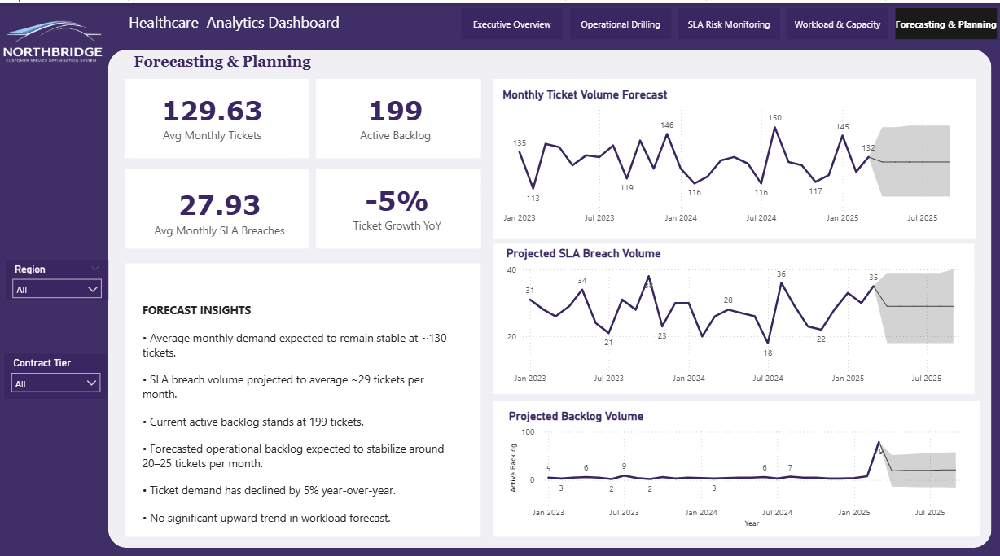 Healthcare Analytics Dashboard
Executive Overview
Operational Drilling
SLA Risk Monitoring
Workload & Capacity
Forecasting & Planning
NORTHBRIDGE
CUSTOMER SERVICE OPTIMISATION SYSTEM
Region
All
Contract Tier
All
Forecasting & Planning
129.63
Avg Monthly Tickets
199
Active Backlog
27.93
Avg Monthly SLA Breaches
-5%
Ticket Growth YoY
FORECAST INSIGHTS
• Average monthly demand expected to remain stable at ~130
tickets.
• SLA breach volume projected to average ~29 tickets per
month.
• Current active backlog stands at 199 tickets.
• Forecasted operational backlog expected to stabilize around
20–25 tickets per month.
• Ticket demand has declined by 5% year-over-year.
• No significant upward trend in workload forecast.
Monthly Ticket Volume Forecast
135
113
119
146
116
116
150
117
145
132
Jan 2023
Jul 2023
Jan 2024
Jul 2024
Jan 2025
Jul 2025
Projected SLA Breach Volume
40
20
31
34
21
23
28
18
36
22
35
Jan 2023
Jul 2023
Jan 2024
Jul 2024
Jan 2025
Jul 2025
Projected Backlog Volume
Active Backlog
100
0
5
3
6
2
9
2
3
6
7
Jan 2023
Jul 2023
Jan 2024
Jul 2024
Jan 2025
Jul 2025
Year